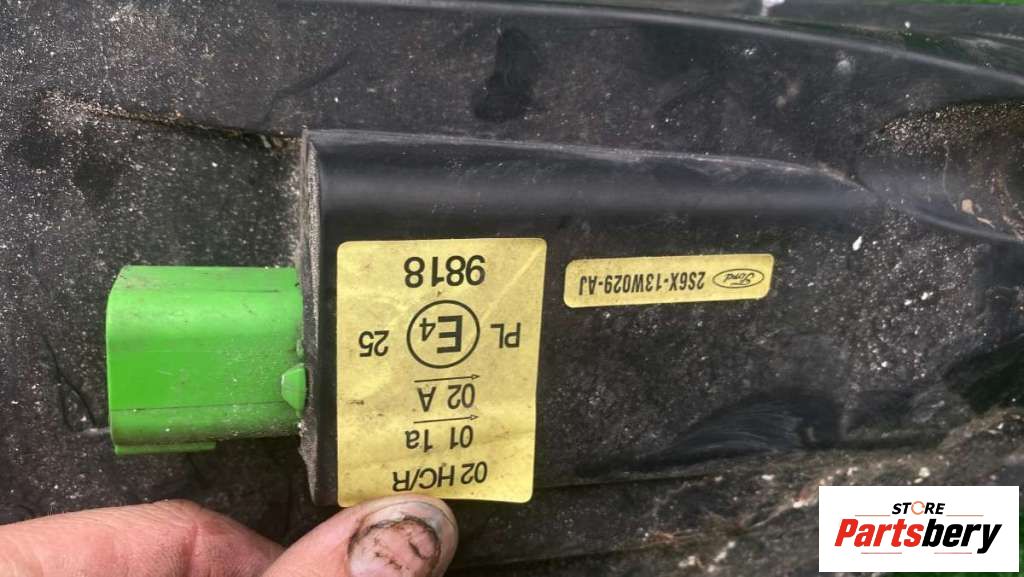 02 HC/R
01 1a
02 A
PL E4 25
9818
Ford 2S6X-13W029-AJ
STORE
Partsbery